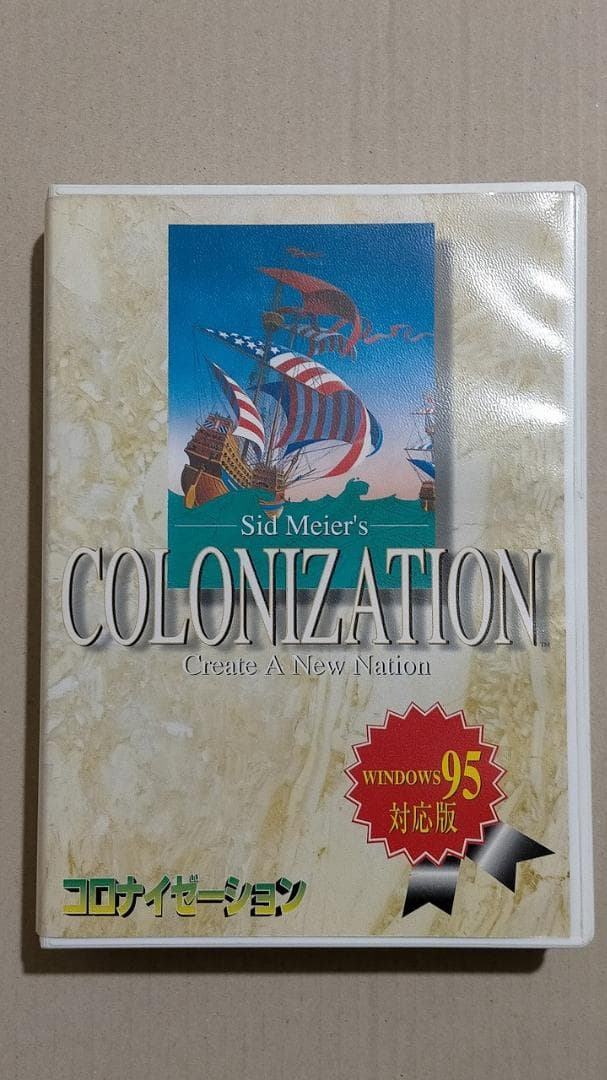 Sid Meier's
COLONIZATION™
Create A New Nation
WINDOWS 95
対応版
コロナイゼーション